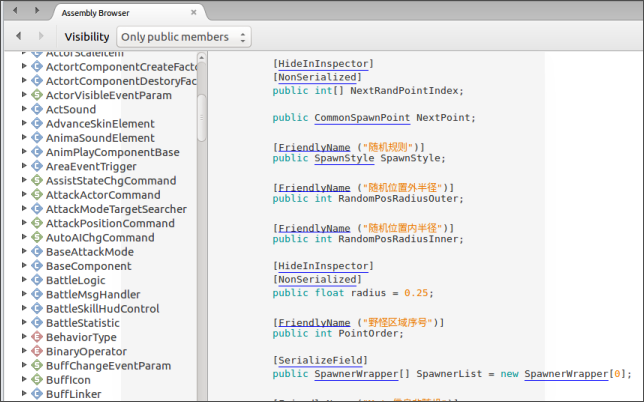 Assembly Browser
Visibility Only public members
ActorScaleItem
ActortComponentCreateFacto
ActortComponentDestoryFac
ActorVisibleEventParam
ActSound
AdvanceSkinElement
AnimaSoundElement
AnimPlayComponentBase
AreaEventTrigger
AssistStateChgCommand
AttackActorCommand
AttackModeTargetSearcher
AttackPositionCommand
AutoAIChgCommand
BaseAttackMode
BaseComponent
BattleLogic
BattleMsgHandler
BattleSkillHudControl
BattleStatistic
BehaviorType
BinaryOperator
BuffChangeEventParam
BuffIcon
BuffLinker
[HideInInspector]
[NonSerialized]
public int[] NextRandPointIndex;
public CommonSpawnPoint NextPoint;
[FriendlyName ("随机规则")]
public SpawnStyle SpawnStyle;
[FriendlyName ("随机位置外半径")]
public int RandomPosRadiusOuter;
[FriendlyName ("随机位置内半径")]
public int RandomPosRadiusInner;
[HideInInspector]
[NonSerialized]
public float radius = 0.25;
[FriendlyName ("野怪区域序号")]
public int PointOrder;
[SerializeField]
public SpawnerWrapper[] SpawnerList = new SpawnerWrapper[0];